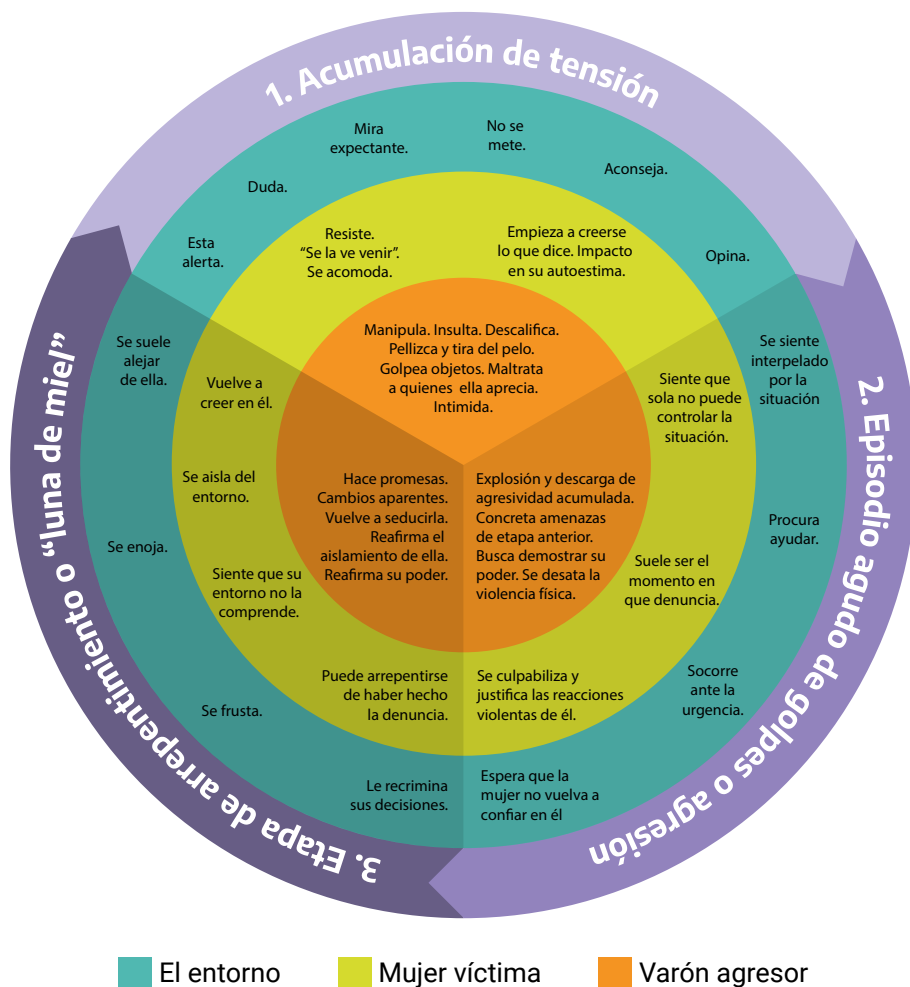 1. Acumulación de tensión
Esta
alerta.
Duda.
Mira
expectante.
No se
mete.
Aconseja.
Opina.
Resiste.
“Se la ve venir”.
Se acomoda.
Empieza a creerse
lo que dice. Impacto
en su autoestima.
Manipula. Insulta. Descalifica.
Pellizca y tira del pelo.
Golpea objetos. Maltrata
a quienes ella aprecia.
Intimida.
2. Episodio agudo de golpes o agresión
Se siente
interpelado
por la
situación
Procura
ayudar.
Socorre
ante la
urgencia.
Espera que la
mujer no vuelva a
confiar en él
Siente que
sola no puede
controlar la
situación.
Suele ser el
momento en
que denuncia.
Se culpabiliza y
justifica las reacciones
violentas de él.
Explosión y descarga de
agresividad acumulada.
Concreta amenazas
de etapa anterior.
Busca demostrar su
poder. Se desata la
violencia física.
3. Etapa de arrepentimiento o “luna de miel”
Se suele
alejar
de ella.
Se enoja.
Se frusta.
Le recrimina
sus decisiones.
Vuelve a
creer en él.
Se aisla del
entorno.
Siente que su
entorno no la
comprende.
Puede arrepentirse
de haber hecho
la denuncia.
Hace promesas.
Cambios aparentes.
Vuelve a seducirla.
Reafirma el
aislamiento de ella.
Reafirma su poder.
El entorno
Mujer víctima
Varón agresor